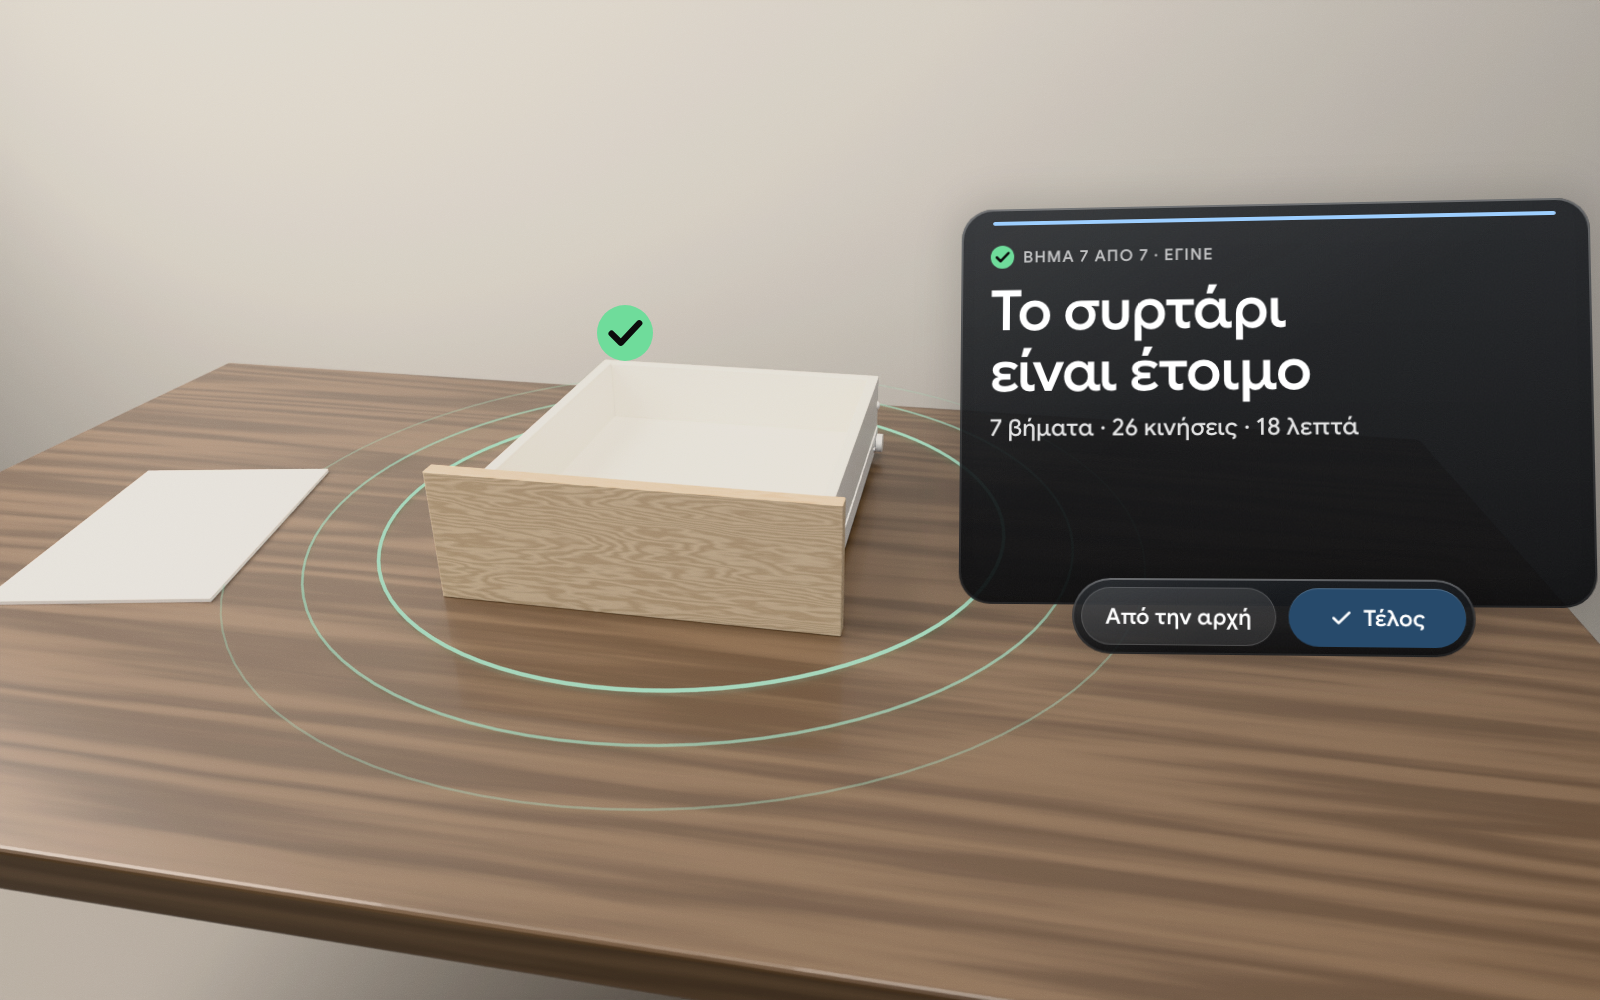 ΒΗΜΑ 7 ΑΠΟ 7 · ΕΓΙΝΕ
Το συρτάρι
είναι έτοιμο
7 βήματα · 26 κινήσεις · 18 λεπτά
Από την αρχή
Τέλος